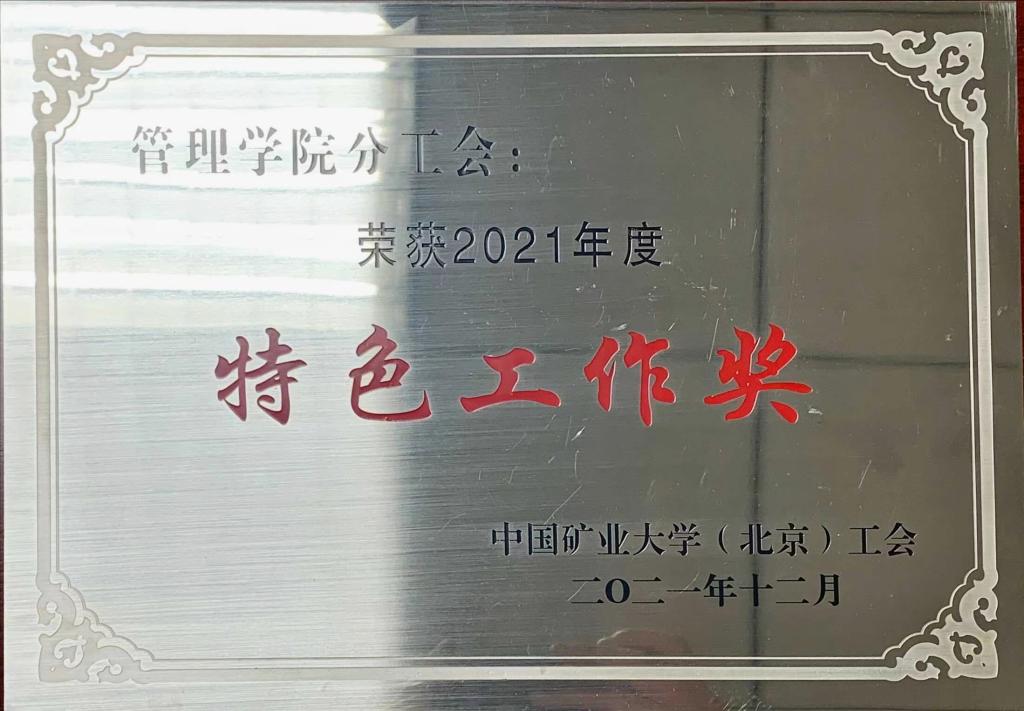 管理学院分工会：
荣获2021年度
特色工作奖
中国矿业大学（北京）工会
二〇二一年十二月